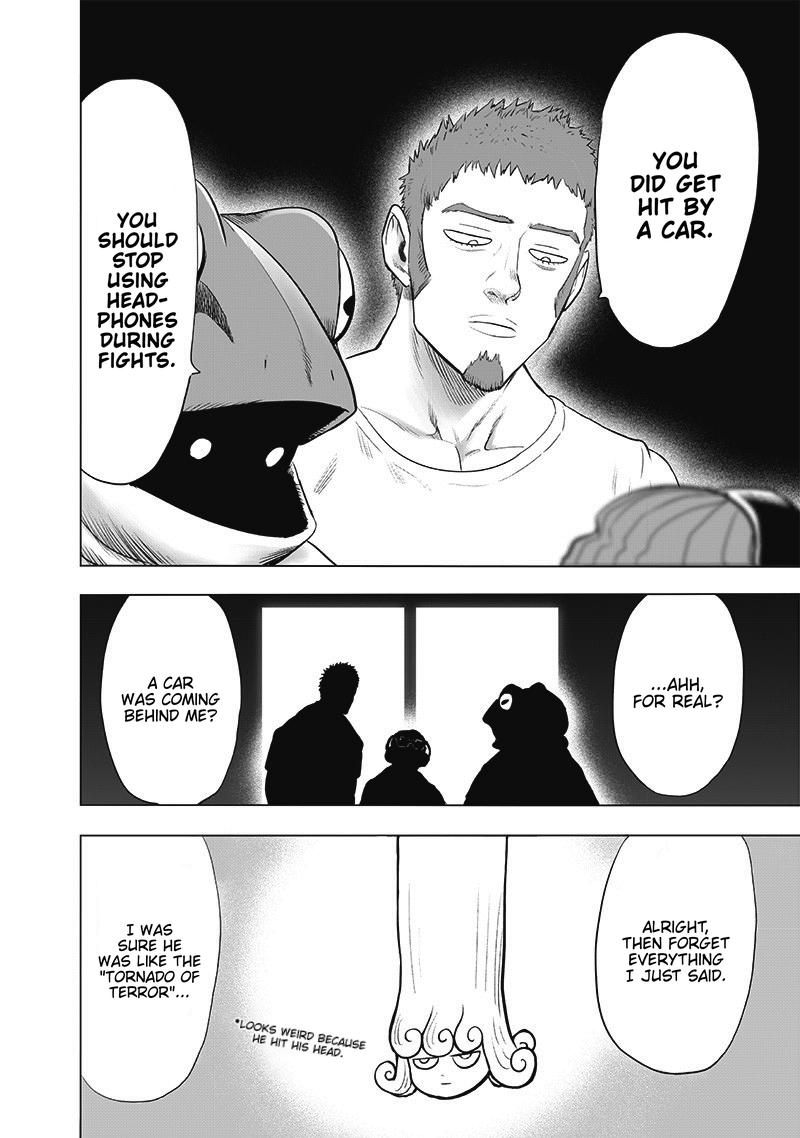 YOU
DID GET
HIT BY
A CAR.
YOU
SHOULD
STOP
USING
HEAD-
PHONES
DURING
FIGHTS.
...AHH,
FOR REAL?
A CAR
WAS COMING
BEHIND ME?
ALRIGHT,
THEN FORGET
EVERYTHING
I JUST SAID.
I WAS
SURE HE
WAS LIKE THE
"TORNADO OF
TERROR"...
*LOOKS WEIRD BECAUSE
HE HIT HIS HEAD.